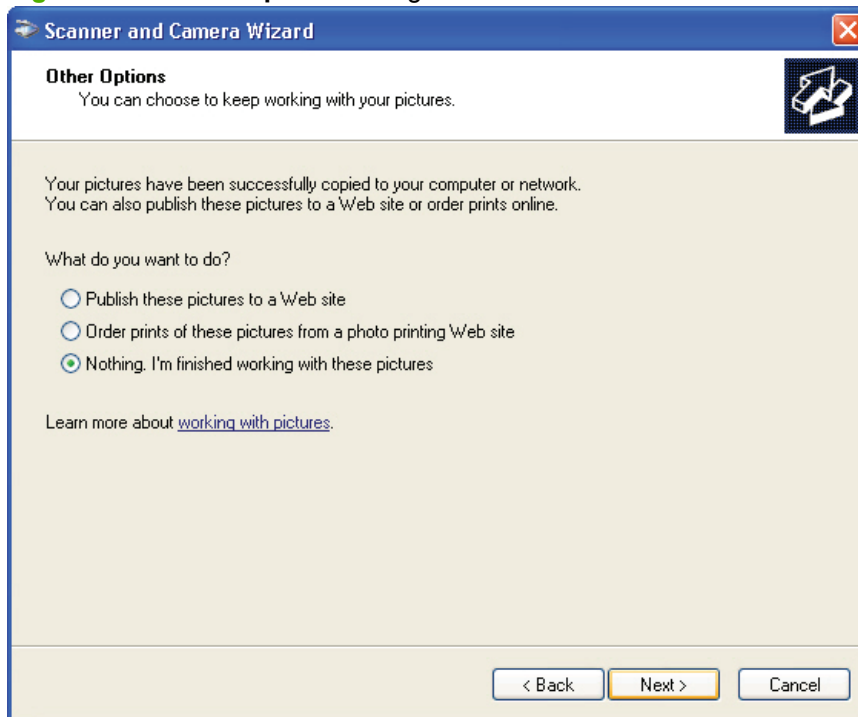 Scanner and Camera Wizard
Other Options
You can choose to keep working with your pictures.
Your pictures have been successfully copied to your computer or network.
You can also publish these pictures to a Web site or order prints online.
What do you want to do?
Publish these pictures to a Web site
Order prints of these pictures from a photo printing Web site
Nothing. I'm finished working with these pictures
Learn more about working with pictures.
< Back Next > Cancel